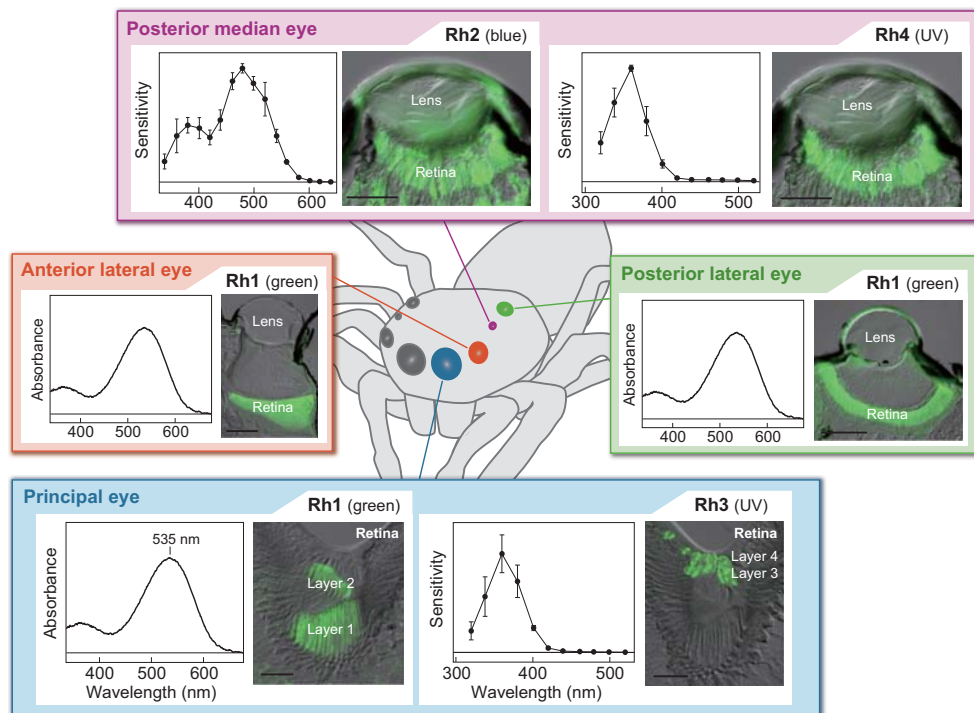 Posterior median eye
Rh2 (blue)
Sensitivity
400 500 600
Lens
Retina
Rh4 (UV)
Sensitivity
300 400 500
Lens
Retina
Anterior lateral eye
Rh1 (green)
Absorbance
400 500 600
Lens
Retina
Posterior lateral eye
Rh1 (green)
Absorbance
400 500 600
Lens
Retina
Principal eye
Rh1 (green)
535 nm
Absorbance
400 500 600
Wavelength (nm)
Layer 2
Layer 1
Rh3 (UV)
Sensitivity
300 400 500
Wavelength (nm)
Retina
Layer 4
Layer 3